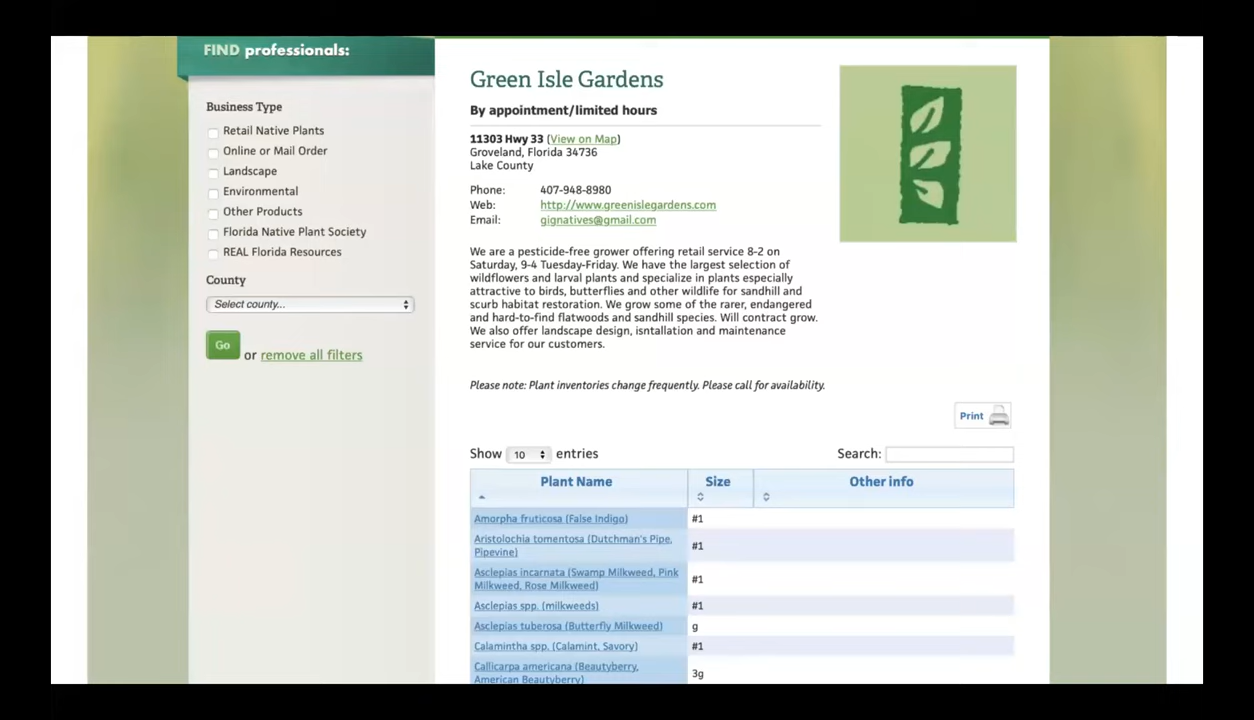 FIND professionals:
Business Type
Retail Native Plants
Online or Mail Order
Landscape
Environmental
Other Products
Florida Native Plant Society
REAL Florida Resources
County
Select county...
Go or remove all filters
Green Isle Gardens
By appointment/limited hours
11303 Hwy 33 (View on Map)
Groveland, Florida 34736
Lake County
Phone: 407-948-8980
Web: http://www.greenislegardens.com
Email: gignatives@gmail.com
We are a pesticide-free grower offering retail service 8-2 on
Saturday, 9-4 Tuesday-Friday. We have the largest selection of
wildflowers and larval plants and specialize in plants especially
attractive to birds, butterflies and other wildlife for sandhill and
scurb habitat restoration. We grow some of the rarer, endangered
and hard-to-find flatwoods and sandhill species. Will contract grow.
We also offer landscape design, isntallation and maintenance
service for our customers.
Please note: Plant inventories change frequently. Please call for availability.
Print
Show 10 entries Search:
Plant Name Size Other info
Amorpha fruticosa (False Indigo) #1
Aristolochia tomentosa (Dutchman's Pipe,
Pipevine) #1
Asclepias incarnata (Swamp Milkweed, Pink
Milkweed, Rose Milkweed) #1
Asclepias spp. (milkweeds) #1
Asclepias tuberosa (Butterfly Milkweed) g
Calamintha spp. (Calamint, Savory) #1
Callicarpa americana (Beautyberry,
American Beautyberry) 3g